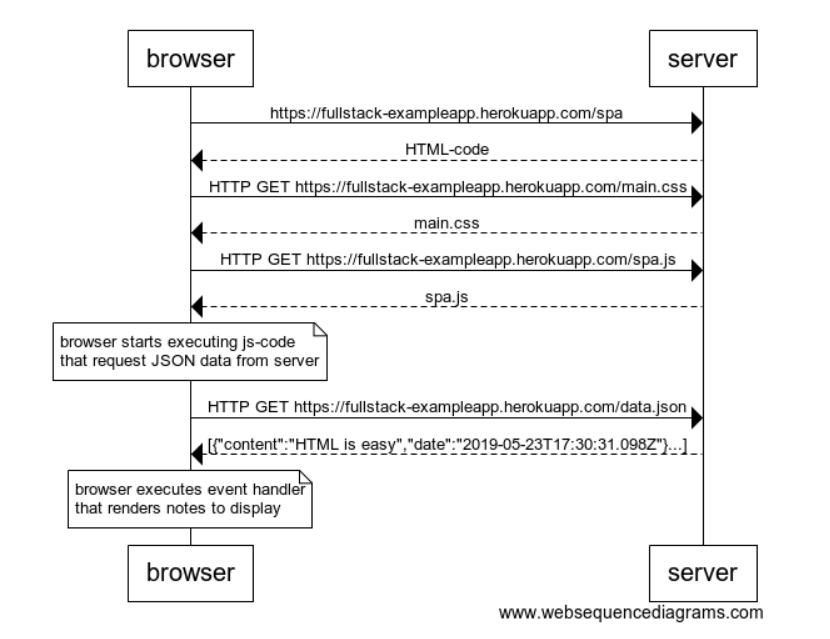 browser
server
https://fullstack-exampleapp.herokuapp.com/spa
HTML-code
HTTP GET https://fullstack-exampleapp.herokuapp.com/main.css
main.css
HTTP GET https://fullstack-exampleapp.herokuapp.com/spa.js
spa.js
browser starts executing js-code
that request JSON data from server
HTTP GET https://fullstack-exampleapp.herokuapp.com/data.json
[{"content":"HTML is easy","date":"2019-05-23T17:30:31.098Z"}...]
browser executes event handler
that renders notes to display
browser
server
www.websequencediagrams.com